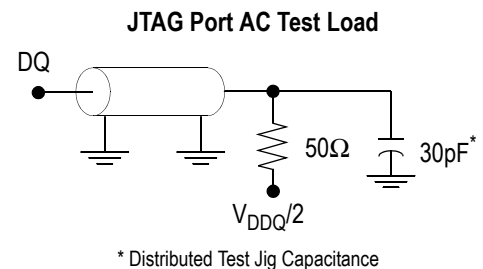 JTAG Port AC Test Load
DQ
50Ω
30pF*
VDDQ/2
* Distributed Test Jig Capacitance